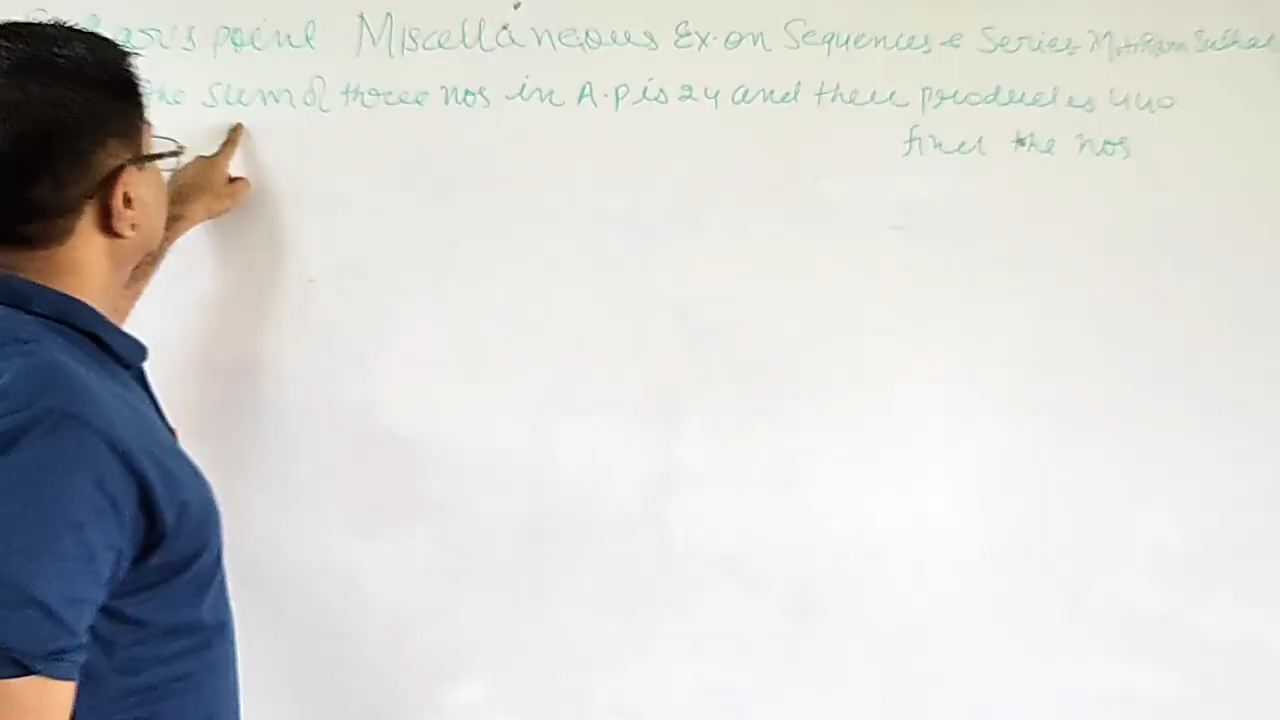 point Miscellaneous Ex. on Sequences & Series
the sum of three nos in A.P is 24 and their product is 440
find the nos